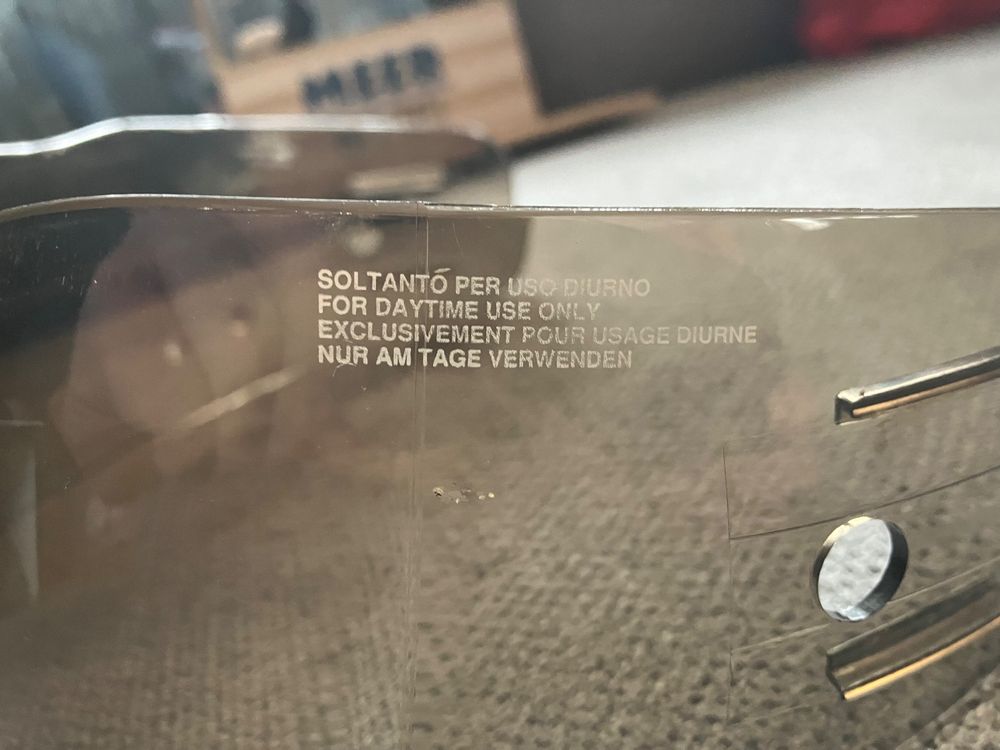 MEER
SOLTANTO PER USO DIURNO
FOR DAYTIME USE ONLY
EXCLUSIVEMENT POUR USAGE DIURNE
NUR AM TAGE VERWENDEN